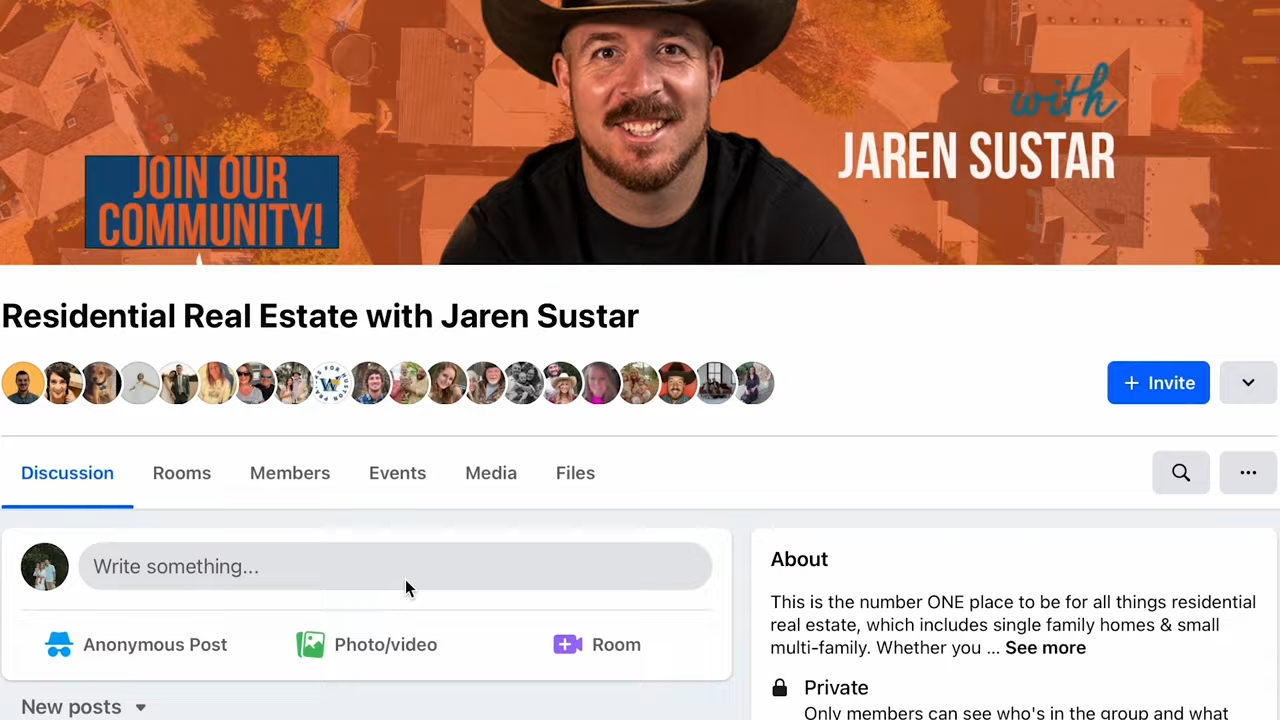 with
JAREN SUSTAR
JOIN OUR
COMMUNITY!
Residential Real Estate with Jaren Sustar
+ Invite
Discussion
Rooms
Members
Events
Media
Files
Write something...
Anonymous Post
Photo/video
Room
New posts
About
This is the number ONE place to be for all things residential
real estate, which includes single family homes & small
multi-family. Whether you ... See more
Private
Only members can see who's in the group and what